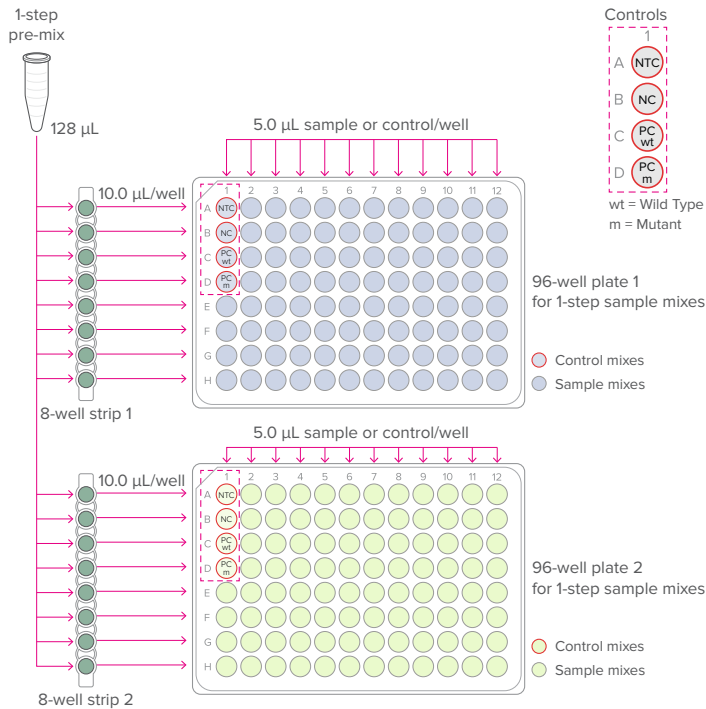 1-step
pre-mix
128 µL
Controls
1
A NTC
B NC
C PC wt
D PC m
wt = Wild Type
m = Mutant
5.0 µL sample or control/well
10.0 µL/well
1 2 3 4 5 6 7 8 9 10 11 12
A NTC
B NC
C PC wt
D PC m
E
F
G
H
8-well strip 1
96-well plate 1
for 1-step sample mixes
Control mixes
Sample mixes
5.0 µL sample or control/well
10.0 µL/well
1 2 3 4 5 6 7 8 9 10 11 12
A NTC
B NC
C PC wt
D PC m
E
F
G
H
8-well strip 2
96-well plate 2
for 1-step sample mixes
Control mixes
Sample mixes